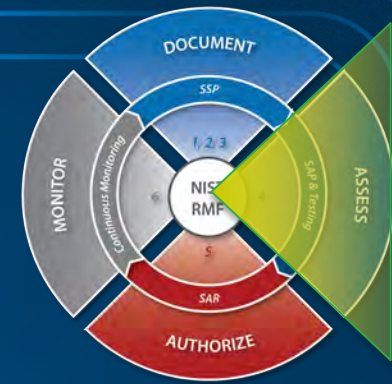 DOCUMENT
SSP
1, 2, 3
MONITOR
Continuous Monitoring
6
NIST
RMF
4
SAP & Testing
ASSESS
5
SAR
AUTHORIZE